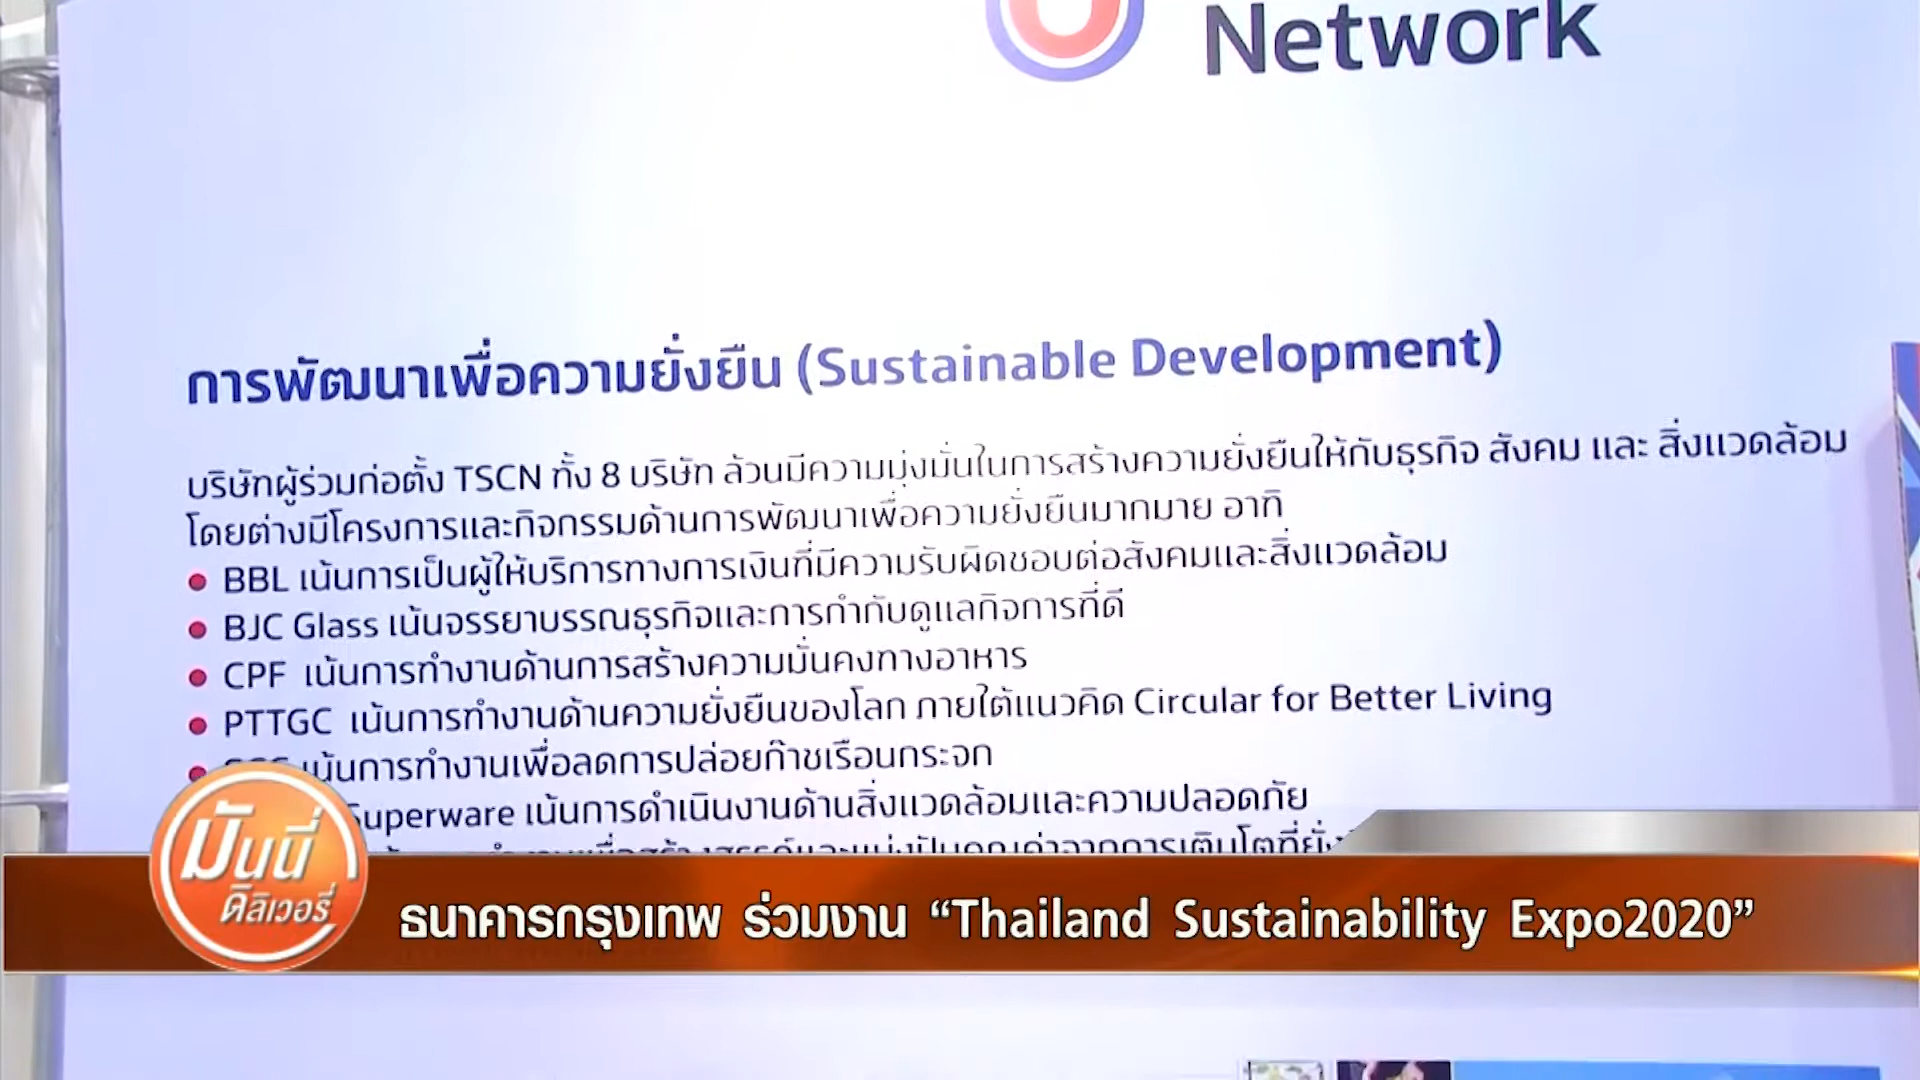 Network
การพัฒนาเพื่อความยั่งยืน (Sustainable Development)
บริษัทผู้ร่วมก่อตั้ง TSCN ทั้ง 8 บริษัท ล้วนมีความมุ่งมั่นในการสร้างความยั่งยืนให้กับธุรกิจ สังคม และ สิ่งแวดล้อม
โดยต่างมีโครงการและกิจกรรมด้านการพัฒนาเพื่อความยั่งยืนมากมาย อาทิ
• BBL เน้นการเป็นผู้ให้บริการทางการเงินที่มีความรับผิดชอบต่อสังคมและสิ่งแวดล้อม
• BJC Glass เน้นจรรยาบรรณธุรกิจและการกำกับดูแลกิจการที่ดี
• CPF เน้นการทำงานด้านการสร้างความมั่นคงทางอาหาร
• PTTGC เน้นการทำงานด้านความยั่งยืนของโลก ภายใต้แนวคิด Circular for Better Living
• เน้นการทำงานเพื่อลดการปล่อยก๊าซเรือนกระจก
Superware เน้นการดำเนินงานด้านสิ่งแวดล้อมและความปลอดภัย
มันนี่
ดิลิเวอรี่
ธนาคารกรุงเทพ ร่วมงาน “Thailand Sustainability Expo2020”